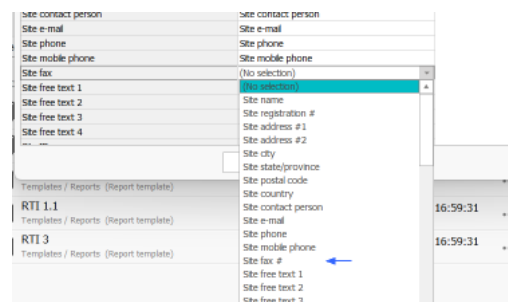 Site contact person Site contact person
Site e-mail Site e-mail
Site phone Site phone
Site mobile phone Site mobile phone
Site fax (No selection)
Site free text 1 (No selection)
Site free text 2 Site name
Site free text 3 Site registration #
Site free text 4 Site address #1
Site address #2
Site city
Site state/province
Site postal code
Templates / Reports (Report template) Site country
RTI 1.1 Site contact person 16:59:31
Templates / Reports (Report template) Site e-mail
Site phone
RTI 3 Site mobile phone 16:59:31
Templates / Reports (Report template) Site fax #
Site free text 1
Site free text 2
Site free text 3